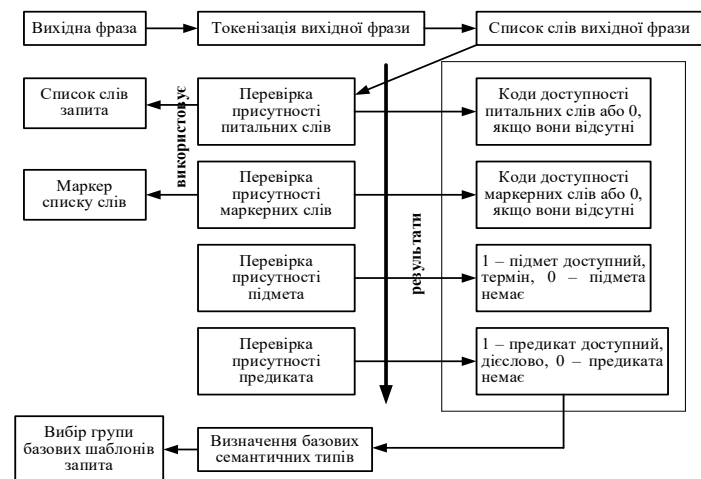 Вихідна фраза
Токенізація вихідної фрази
Список слів вихідної фрази
Список слів
запита
використовує
Перевірка
присутності
питальних слів
Коди доступності
питальних слів або 0,
якщо вони відсутні
Маркер
списку слів
Перевірка
присутності
маркерних слів
Коди доступності
маркерних слів або 0,
якщо вони відсутні
результати
Перевірка
присутності
підмета
1 – підмет доступний,
термін, 0 – підмета
немає
Перевірка
присутності
предиката
1 – предикат доступний,
дієслово, 0 – предиката
немає
Вибір групи
базових шаблонів
запита
Визначення базових
семантичних типів